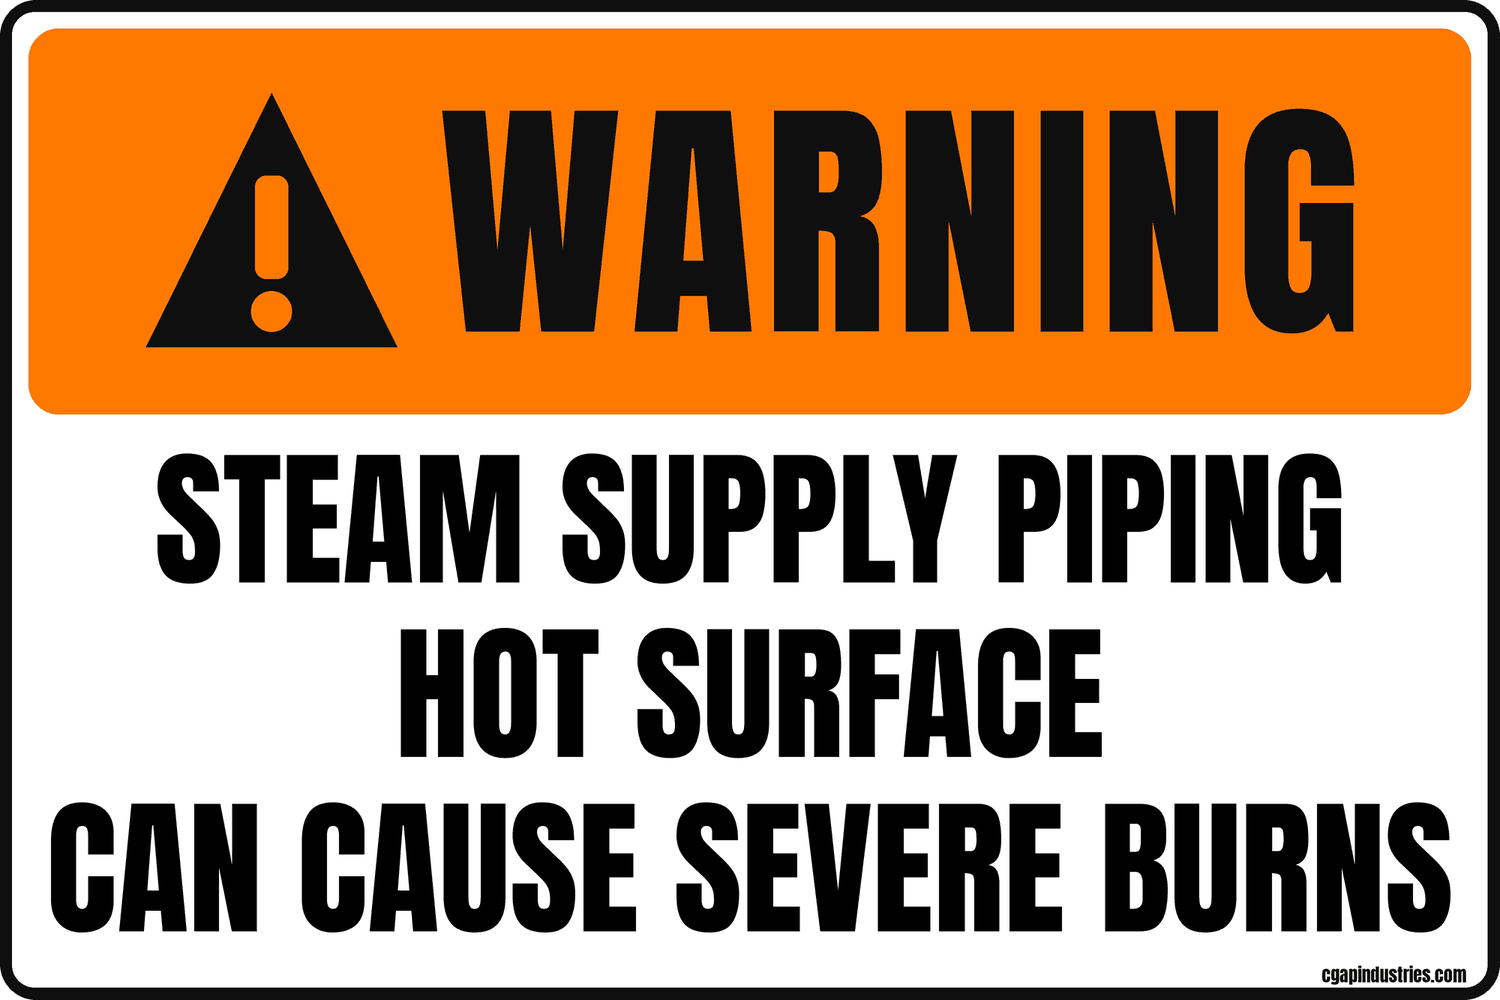 WARNING
STEAM SUPPLY PIPING
HOT SURFACE
CAN CAUSE SEVERE BURNS
cgapindustries.com